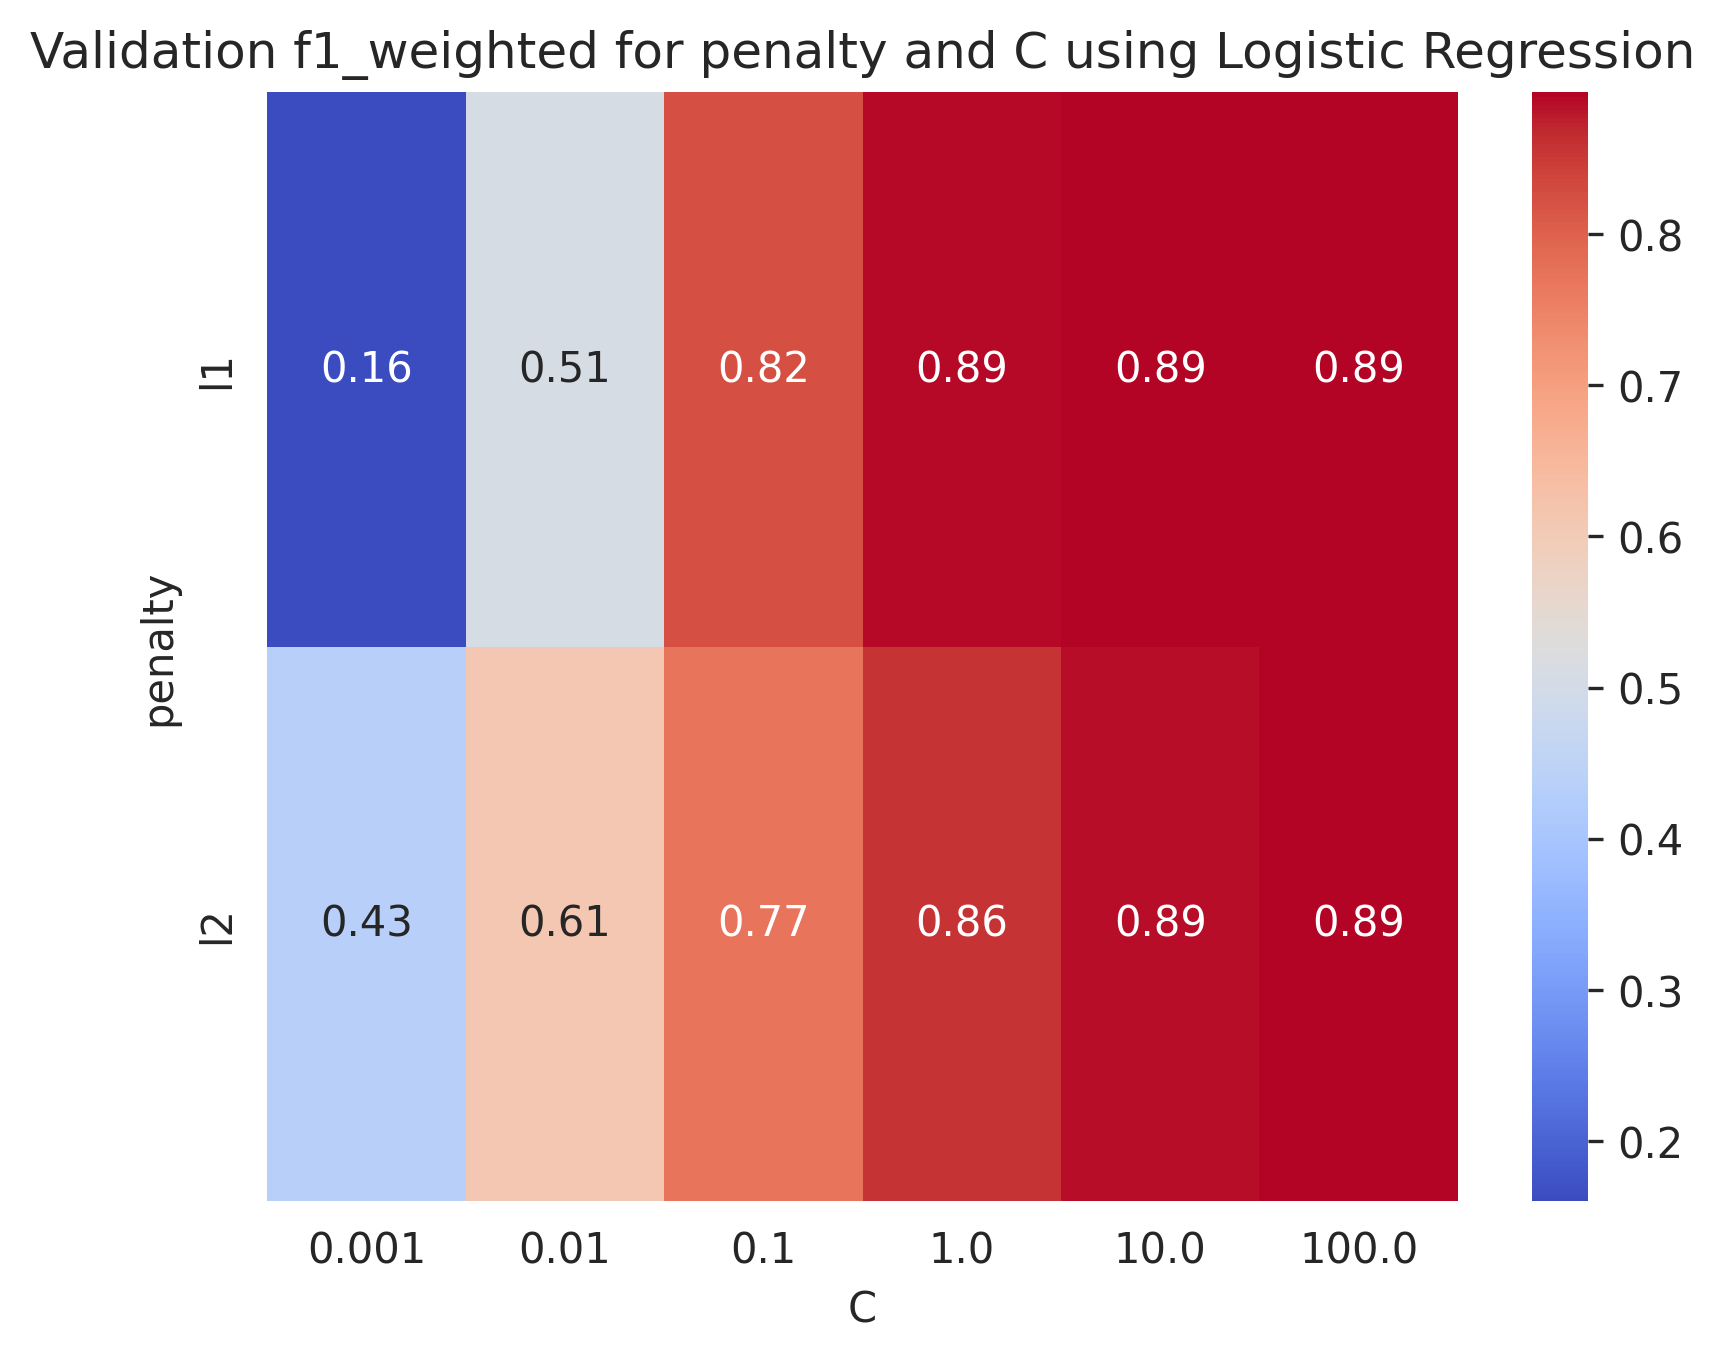 Validation f1_weighted for penalty and C using Logistic Regression
l1
0.16 0.51 0.82 0.89 0.89 0.89
l2
0.43 0.61 0.77 0.86 0.89 0.89
penalty
0.001 0.01 0.1 1.0 10.0 100.0
C
0.8
0.7
0.6
0.5
0.4
0.3
0.2